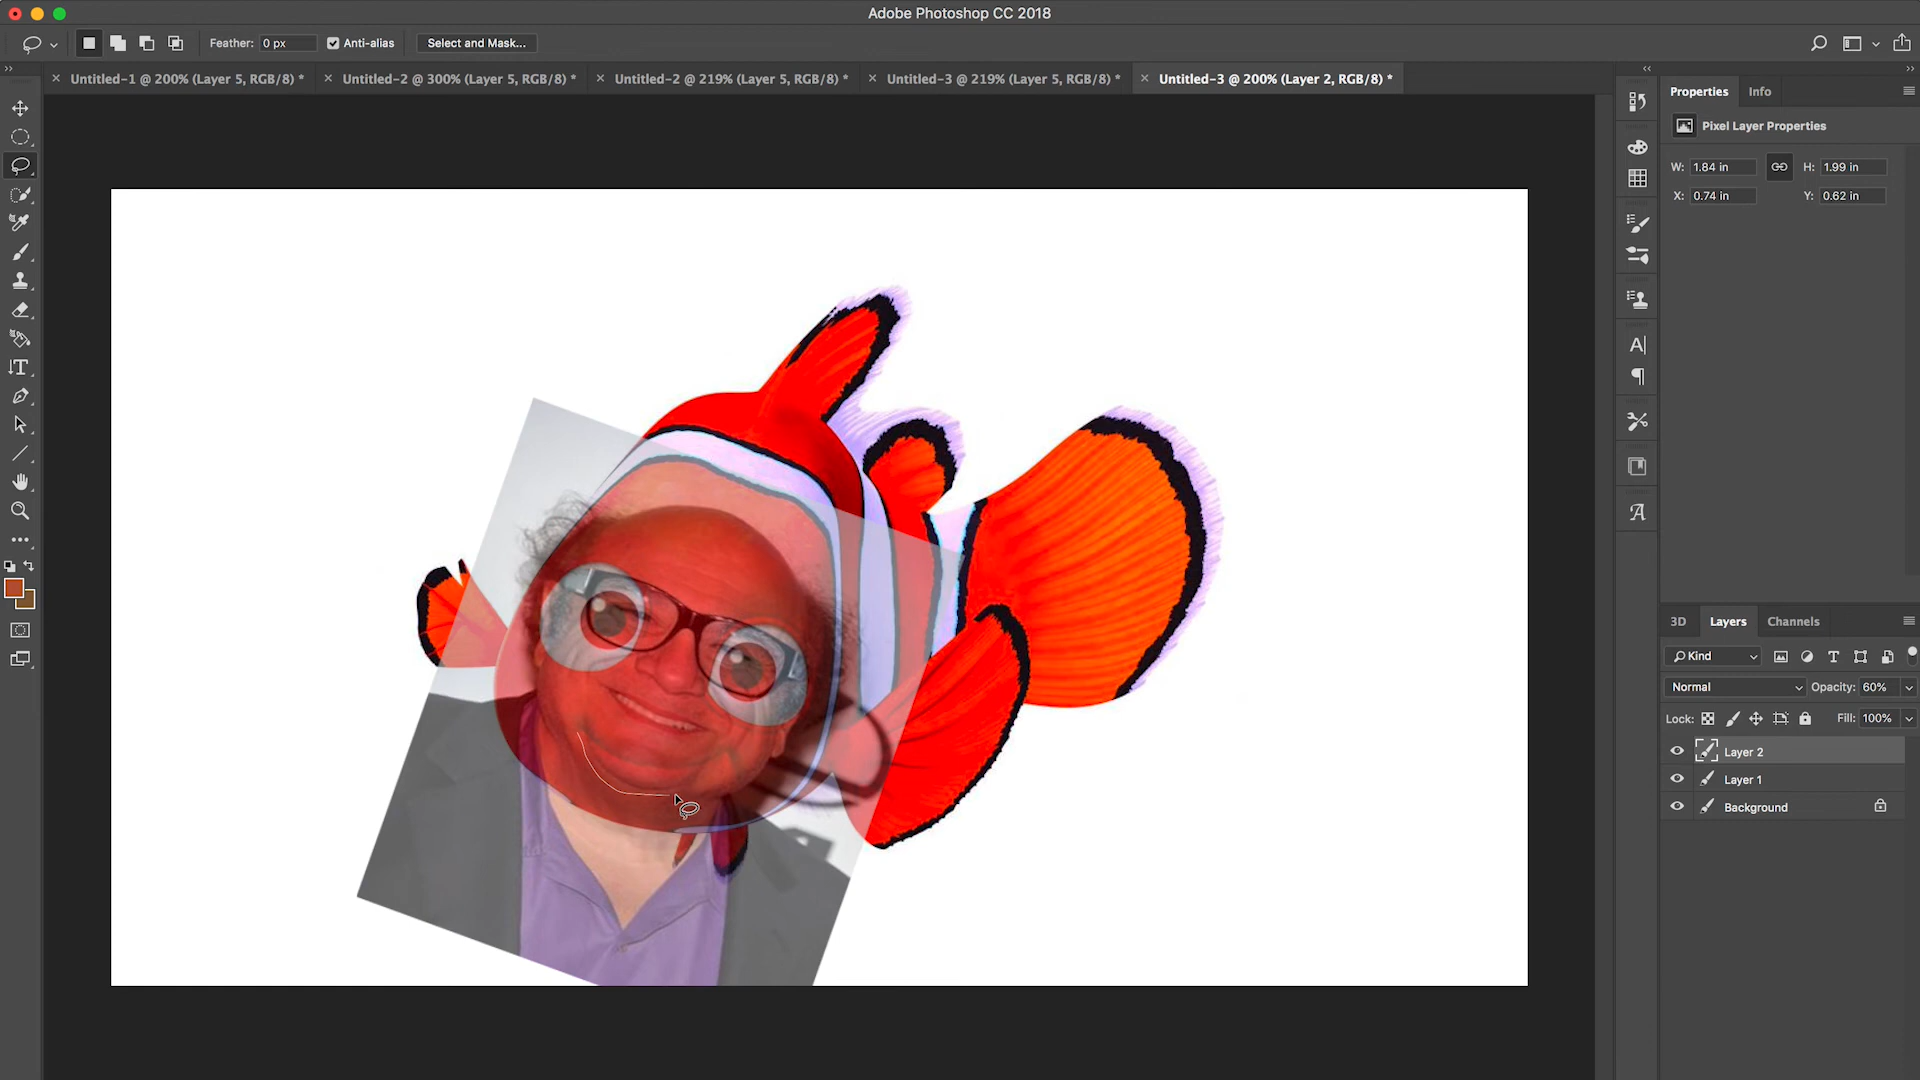 Adobe Photoshop CC 2018
Feather: 0 px Anti-alias Select and Mask...
Untitled-1 @ 200% (Layer 5, RGB/8) * Untitled-2 @ 300% (Layer 5, RGB/8) * Untitled-2 @ 219% (Layer 5, RGB/8) * Untitled-3 @ 219% (Layer 5, RGB/8) * Untitled-3 @ 200% (Layer 2, RGB/8) *
Properties Info
Pixel Layer Properties
W: 1.84 in H: 1.99 in
X: 0.74 in Y: 0.62 in
3D Layers Channels
Kind
Normal Opacity: 60%
Lock: Fill: 100%
Layer 2
Layer 1
Background